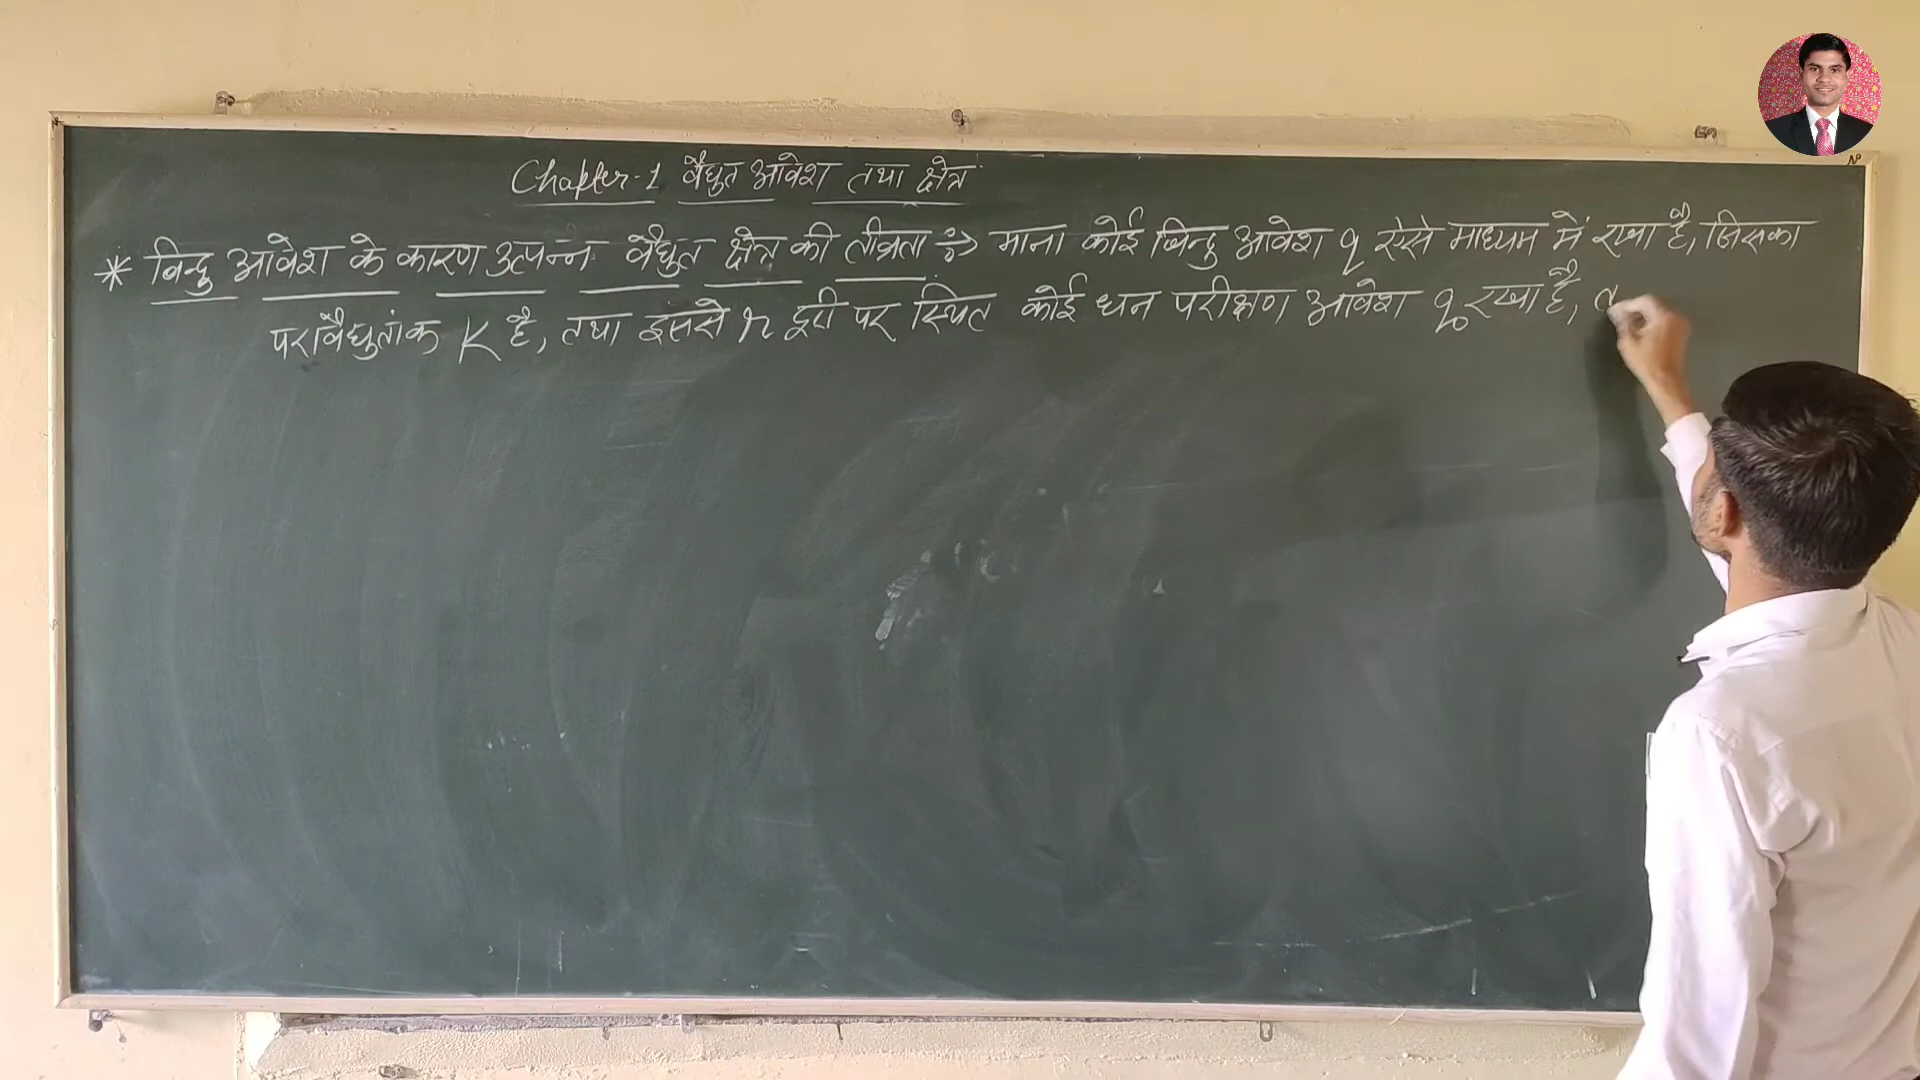 Chapter-1 वैधुत आवेश तथा क्षेत्र
* बिन्दु आवेश के कारण उत्पन्न वैधुत क्षेत्र की तीव्रता ⇒ माना कोई बिन्दु आवेश q ऐसे माध्यम में रखा है, जिसका
परावैधुतांक K है, तथा इससे r दूरी पर स्थित कोई धन परीक्षण आवेश q₀ रखा है,